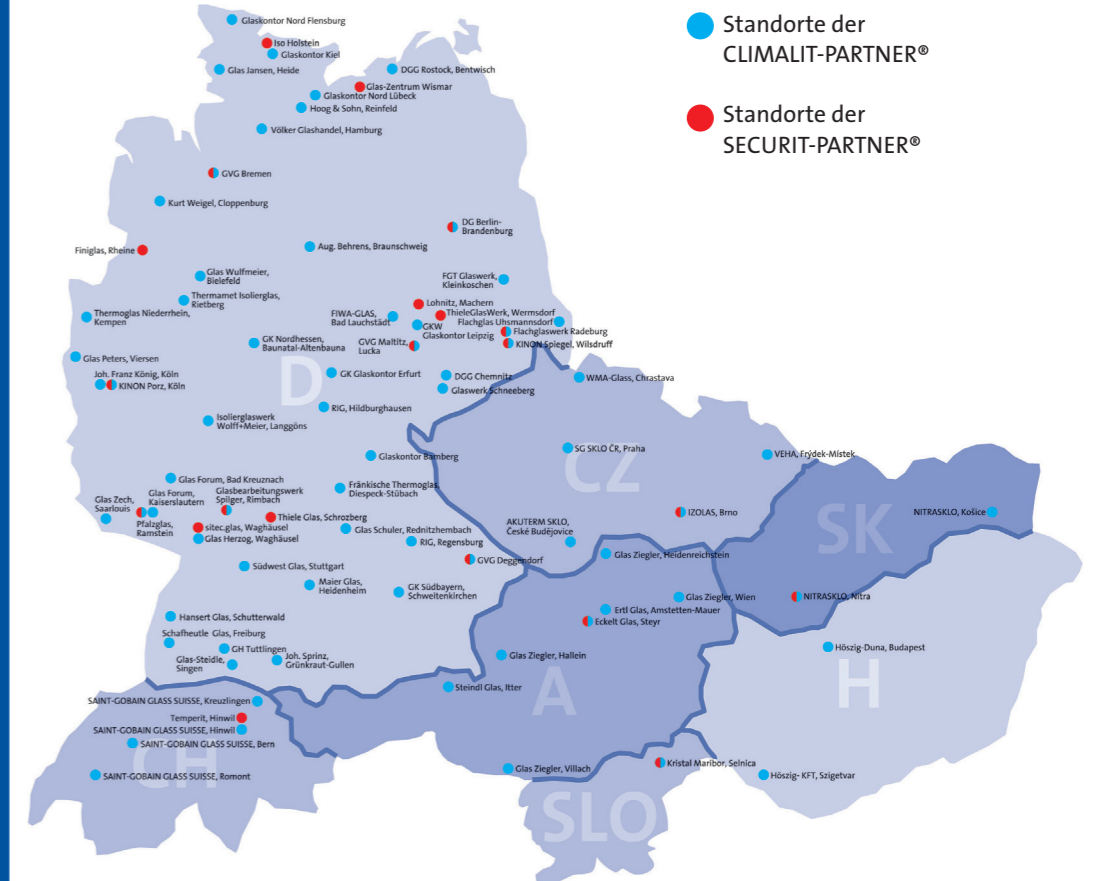 Standorte der
CLIMALIT-PARTNER®
Standorte der
SECURIT-PARTNER®
Glaskontor Nord Flensburg
Iso Holstein
Glaskontor Kiel
Glas Jansen, Heide
DGG Rostock, Bentwisch
Glas-Zentrum Wismar
Glaskontor Nord Lübeck
Hoog & Sohn, Reinfeld
Völker Glashandel, Hamburg
GVG Bremen
Kurt Weigel, Cloppenburg
DG Berlin-
Brandenburg
Finiglas, Rheine
Aug. Behrens, Braunschweig
Glas Wulfmeier,
Bielefeld
FGT Glaswerk,
Kleinkoschen
Thermamet Isolierglas,
Rietberg
Lohnitz, Machern
Thermoglas Niederrhein,
Kempen
FIWA-GLAS,
Bad Lauchstädt
ThieleGlasWerk, Wermsdorf
Flachglas Uhsmannsdorf
GKW
Glaskontor Leipzig
Flachglaswerk Radeburg
GK Nordhessen,
Baunatal-Altenbauna
GVG Maltitz,
Lucka
KINON Spiegel, Wilsdruff
Glas Peters, Viersen
D
Joh. Franz König, Köln
KINON Porz, Köln
GK Glaskontor Erfurt
DGG Chemnitz
Glaswerk Schneeberg
WMA-Glass, Chrastava
RIG, Hildburghausen
Isolierglaswerk
Wolff+Meier, Langgöns
Glaskontor Bamberg
SG SKLO ČR, Praha
CZ
VEHA, Frýdek-Místek
Glas Forum, Bad Kreuznach
Fränkische Thermoglas,
Diespeck-Stübach
Glas Zech,
Saarlouis
Glas Forum,
Kaiserslautern
Glasbearbeitungswerk
Spilger, Rimbach
Pfalzglas,
Ramstein
Thiele Glas, Schrozberg
sitec.glas, Waghäusel
Glas Herzog, Waghäusel
Glas Schuler, Rednitzhembach
RIG, Regensburg
IZOLAS, Brno
NITRASKLO, Košice
SK
AKUTERM SKLO,
České Budějovice
GVG Deggendorf
Glas Ziegler, Heidenreichstein
Südwest Glas, Stuttgart
Maier Glas,
Heidenheim
GK Südbayern,
Schweitenkirchen
Glas Ziegler, Wien
NITRASKLO, Nitra
Ertl Glas, Amstetten-Mauer
Eckelt Glas, Steyr
Hansert Glas, Schutterwald
Schafheutle Glas, Freiburg
GH Tuttlingen
Glas-Steidle,
Singen
Joh. Sprinz,
Grünkraut-Gullen
Glas Ziegler, Hallein
Höszig-Duna, Budapest
H
Steindl Glas, Itter
A
SAINT-GOBAIN GLASS SUISSE, Kreuzlingen
Temperit, Hinwil
SAINT-GOBAIN GLASS SUISSE, Hinwil
SAINT-GOBAIN GLASS SUISSE, Bern
CH
SAINT-GOBAIN GLASS SUISSE, Romont
Glas Ziegler, Villach
Kristal Maribor, Selnica
Höszig- KFT, Szigetvar
SLO